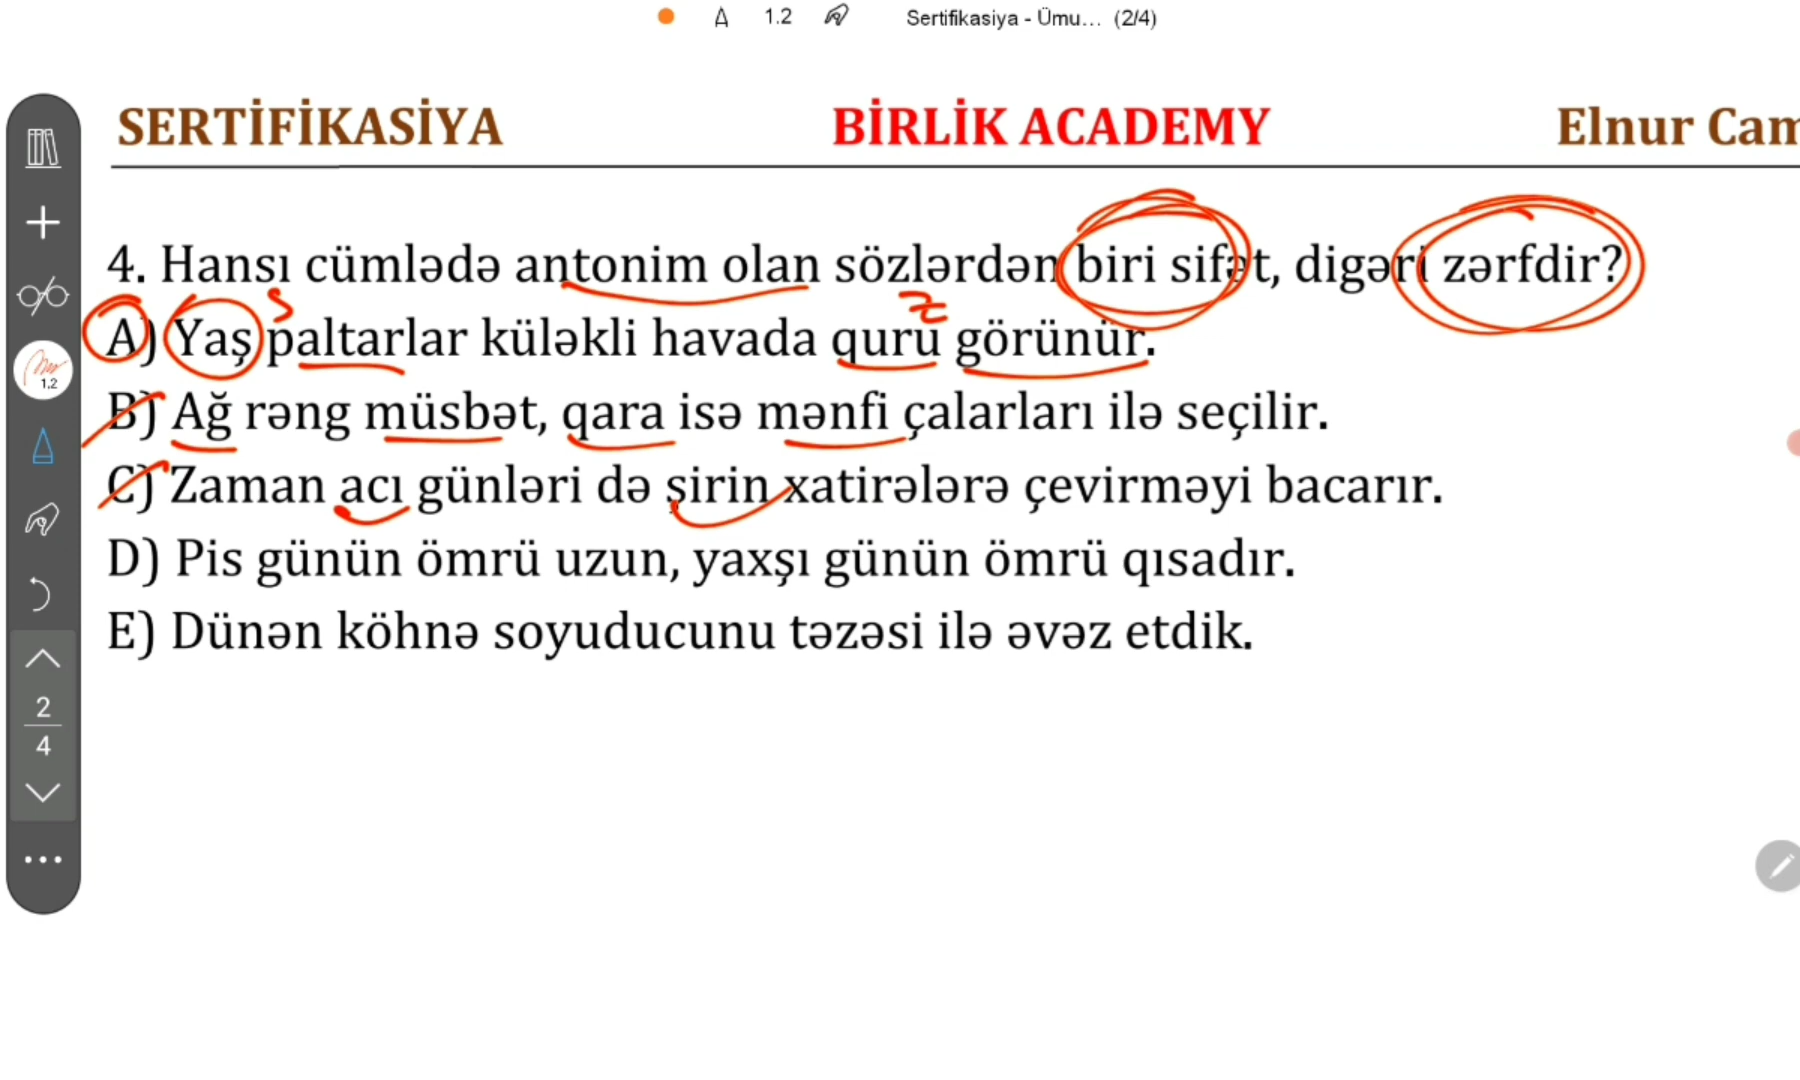 1.2 Sertifikasiya - Ümu... (2/4)
SERTİFİKASİYA BİRLİK ACADEMY Elnur Cam
4. Hansı cümlədə antonim olan sözlərdən biri sifət, digəri zərfdir?
s z
A) Yaş paltarlar küləkli havada quru görünür.
B) Ağ rəng müsbət, qara isə mənfi çalarları ilə seçilir.
C) Zaman acı günləri də şirin xatirələrə çevirməyi bacarır.
D) Pis günün ömrü uzun, yaxşı günün ömrü qısadır.
E) Dünən köhnə soyuducunu təzəsi ilə əvəz etdik.
1,2
2
4